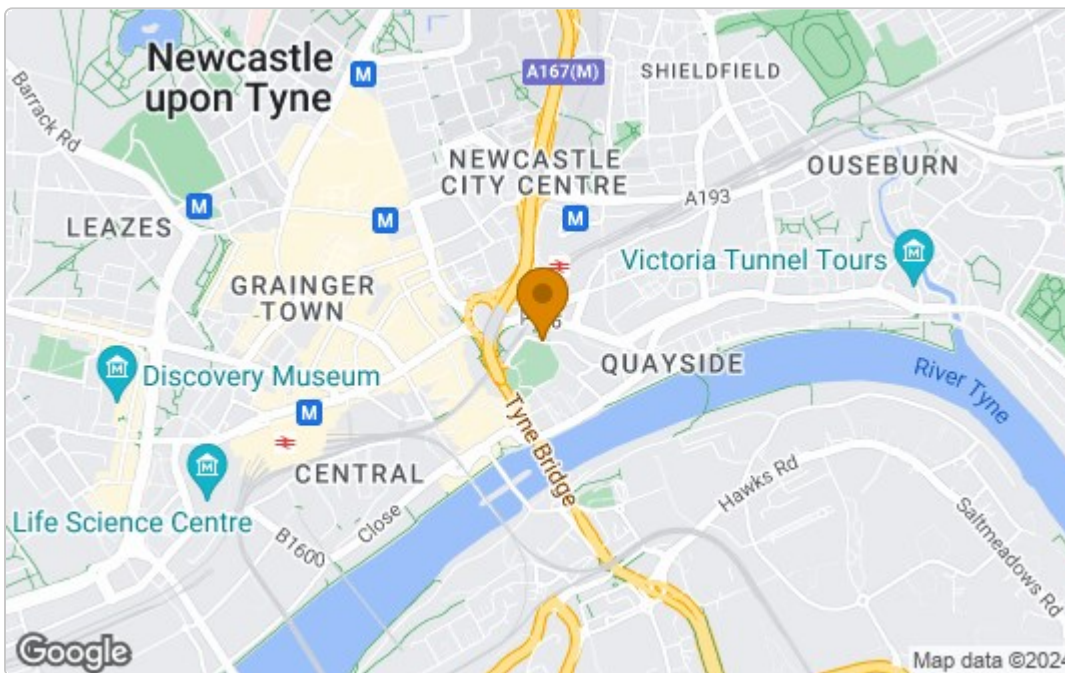 Newcastle
upon Tyne
A167(M)
SHIELDFIELD
Barrack Rd
NEWCASTLE
CITY CENTRE
OUSEBURN
A193
LEAZES
M
M
M
M
Victoria Tunnel Tours
GRAINGER
TOWN
QUAYSIDE
River Tyne
Discovery Museum
Tyne Bridge
CENTRAL
Hawks Rd
Life Science Centre
Close
B1600
Saltmeadows Rd
Google
Map data ©2024